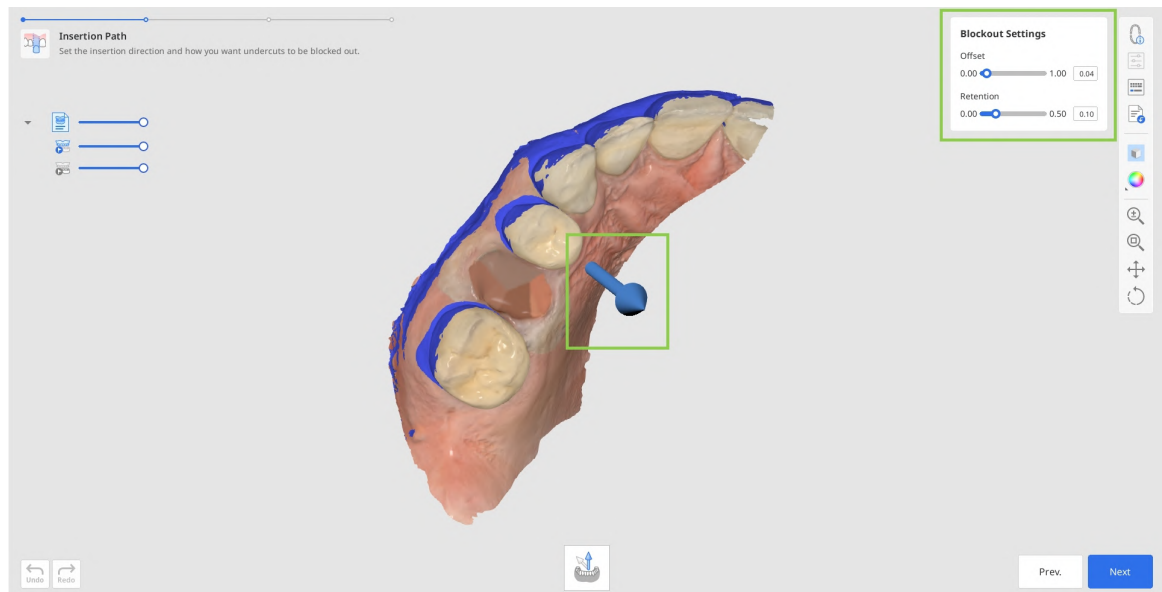 Insertion Path
Set the insertion direction and how you want undercuts to be blocked out.
Blockout Settings
Offset
0.00 1.00 0.04
Retention
0.00 0.50 0.10
Undo Redo
Prev. Next